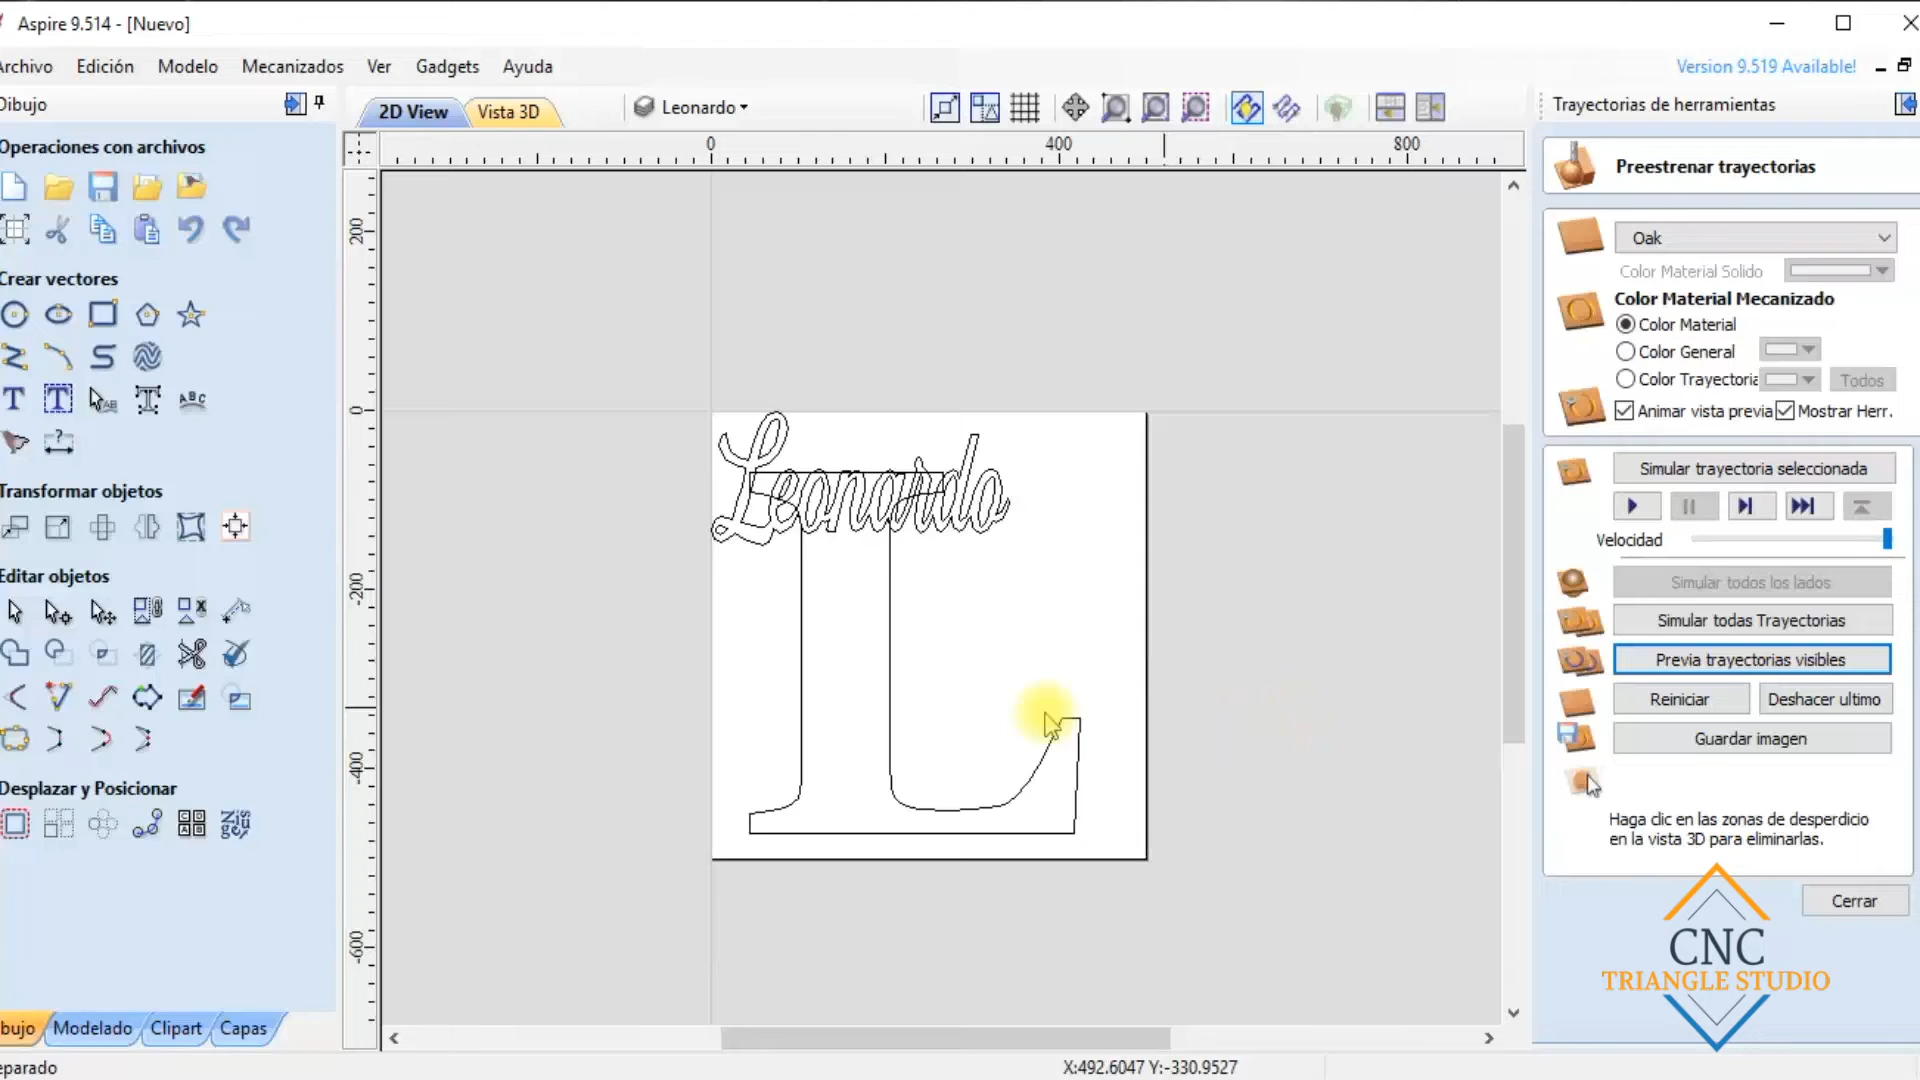 Aspire 9.514 - [Nuevo]
Archivo Edición Modelo Mecanizados Ver Gadgets Ayuda
Version 9.519 Available!
Dibujo
2D View
Vista 3D
Leonardo
Trayectorias de herramientas
0 400 800
200
0
-200
-400
-600
Operaciones con archivos
Crear vectores
Transformar objetos
Editar objetos
Desplazar y Posicionar
Leonardo
L
Preestrenar trayectorias
Oak
Color Material Solido
Color Material Mecanizado
Color Material
Color General
Color Trayectoria
Todos
Animar vista previa
Mostrar Herr.
Simular trayectoria seleccionada
Velocidad
Simular todos los lados
Simular todas Trayectorias
Previa trayectorias visibles
Reiniciar
Deshacer ultimo
Guardar imagen
Haga clic en las zonas de desperdicio
en la vista 3D para eliminarlas.
Cerrar
CNC
TRIANGLE STUDIO
bujo Modelado Clipart Capas
eparado
X:492.6047 Y:-330.9527